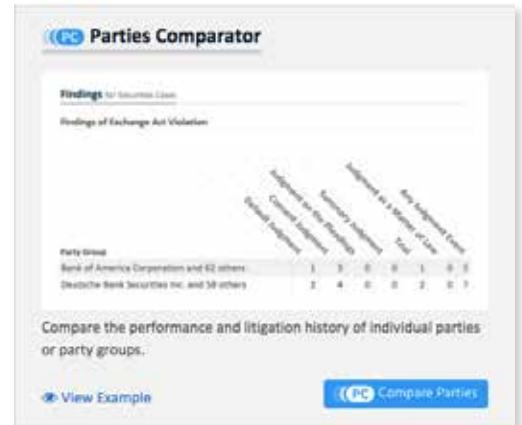 PC Parties Comparator
Findings for Securities Cases
Findings of Exchange Act Violation
Default Judgment
Consent Judgment
Judgment on the Pleadings
Summary Judgment
Trial
Judgment as a Matter of Law
Any Judgment Event
Party Group
Bank of America Corporation and 62 others 1 3 0 0 1 0 5
Deutsche Bank Securities Inc. and 58 others 2 4 0 0 2 0 7
Compare the performance and litigation history of individual parties
or party groups.
View Example
PC Compare Parties